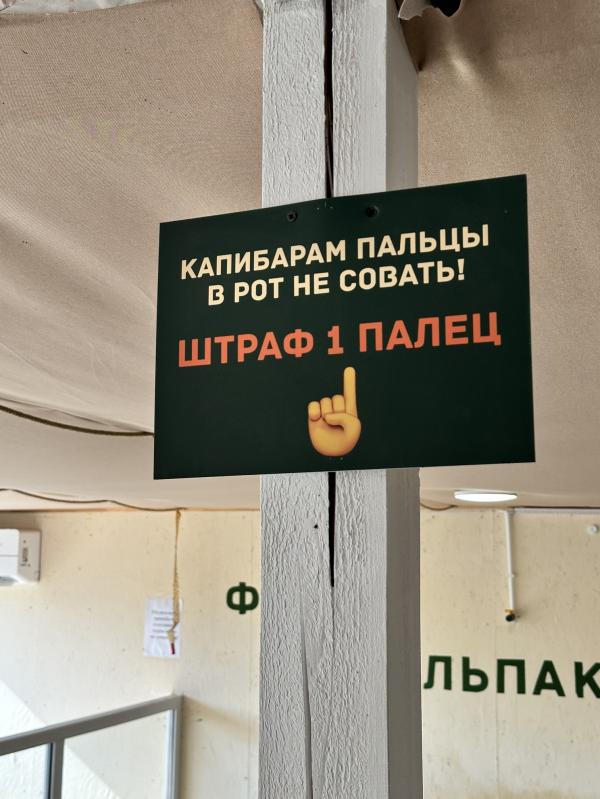 КАПИБАРАМ ПАЛЬЦЫ
В РОТ НЕ СОВАТЬ!
ШТРАФ 1 ПАЛЕЦ
Ф
ЛЬПАК